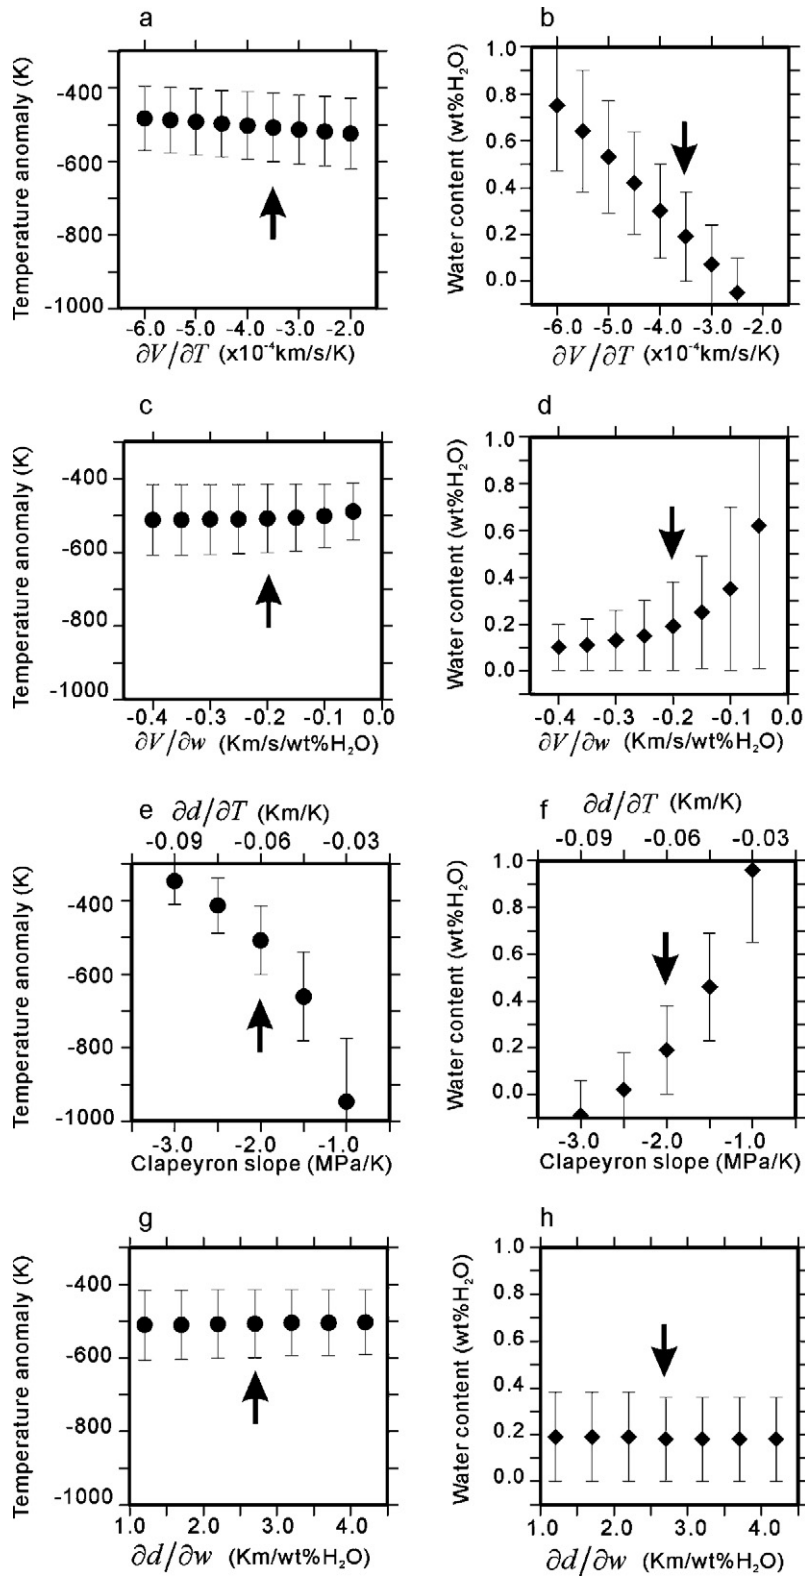 a
Temperature anomaly (K)
-400
-600
-800
-1000
-6.0 -5.0 -4.0 -3.0 -2.0
∂V/∂T (x10⁻⁴km/s/K)
b
Water content (wt%H₂O)
1.0
0.8
0.6
0.4
0.2
0.0
-6.0 -5.0 -4.0 -3.0 -2.0
∂V/∂T (x10⁻⁴km/s/K)
c
Temperature anomaly (K)
-400
-600
-800
-1000
-0.4 -0.3 -0.2 -0.1 0.0
∂V/∂w (Km/s/wt%H₂O)
d
Water content (wt%H₂O)
1.0
0.8
0.6
0.4
0.2
0.0
-0.4 -0.3 -0.2 -0.1 0.0
∂V/∂w (Km/s/wt%H₂O)
e
∂d/∂T (Km/K)
-0.09 -0.06 -0.03
Temperature anomaly (K)
-400
-600
-800
-1000
-3.0 -2.0 -1.0
Clapeyron slope (MPa/K)
f
∂d/∂T (Km/K)
-0.09 -0.06 -0.03
Water content (wt%H₂O)
1.0
0.8
0.6
0.4
0.2
0.0
-3.0 -2.0 -1.0
Clapeyron slope (MPa/K)
g
Temperature anomaly (K)
-400
-600
-800
-1000
1.0 2.0 3.0 4.0
∂d/∂w (Km/wt%H₂O)
h
Water content (wt%H₂O)
1.0
0.8
0.6
0.4
0.2
0.0
1.0 2.0 3.0 4.0
∂d/∂w (Km/wt%H₂O)